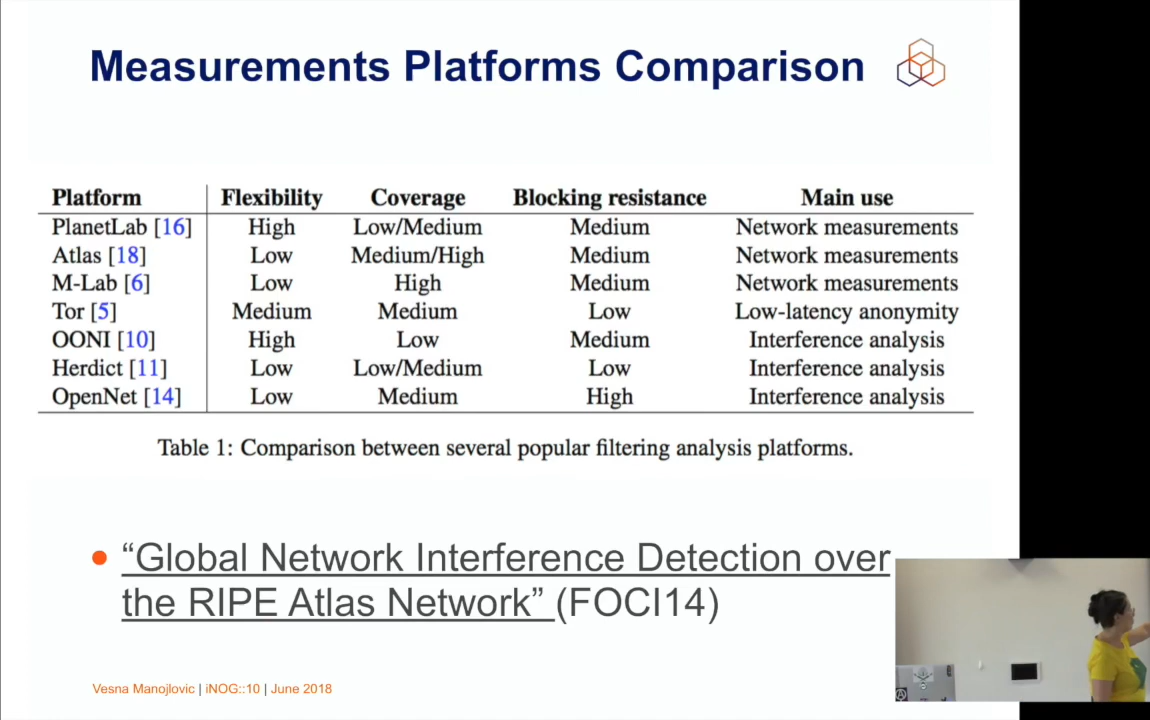 Measurements Platforms Comparison
Platform Flexibility Coverage Blocking resistance Main use
PlanetLab [16] High Low/Medium Medium Network measurements
Atlas [18] Low Medium/High Medium Network measurements
M-Lab [6] Low High Medium Network measurements
Tor [5] Medium Medium Low Low-latency anonymity
OONI [10] High Low Medium Interference analysis
Herdict [11] Low Low/Medium Low Interference analysis
OpenNet [14] Low Medium High Interference analysis
Table 1: Comparison between several popular filtering analysis platforms.
• “Global Network Interference Detection over
the RIPE Atlas Network” (FOCI14)
Vesna Manojlovic | iNOG::10 | June 2018